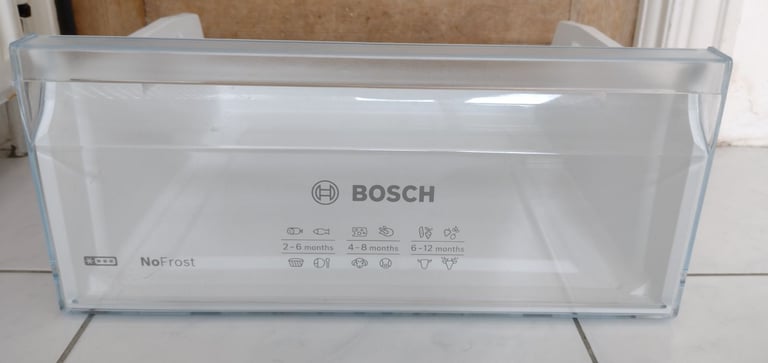 BOSCH
2-6 months 4-8 months 6-12 months
NoFrost